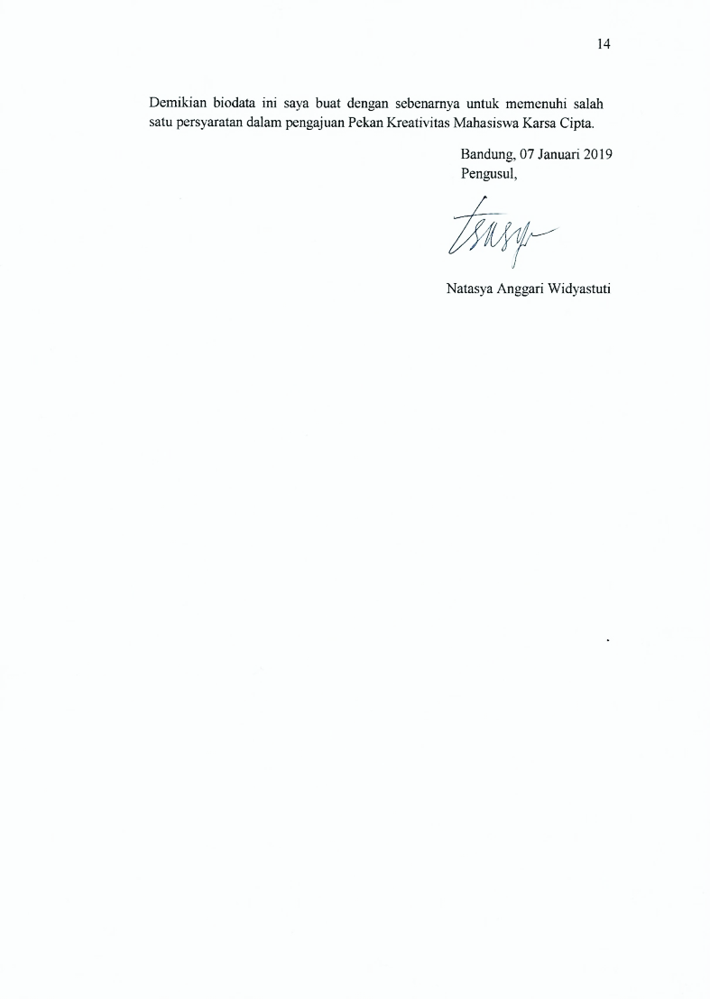 14
Demikian biodata ini saya buat dengan sebenarnya untuk memenuhi salah
satu persyaratan dalam pengajuan Pekan Kreativitas Mahasiswa Karsa Cipta.
Bandung, 07 Januari 2019
Pengusul,
Natasya Anggari Widyastuti